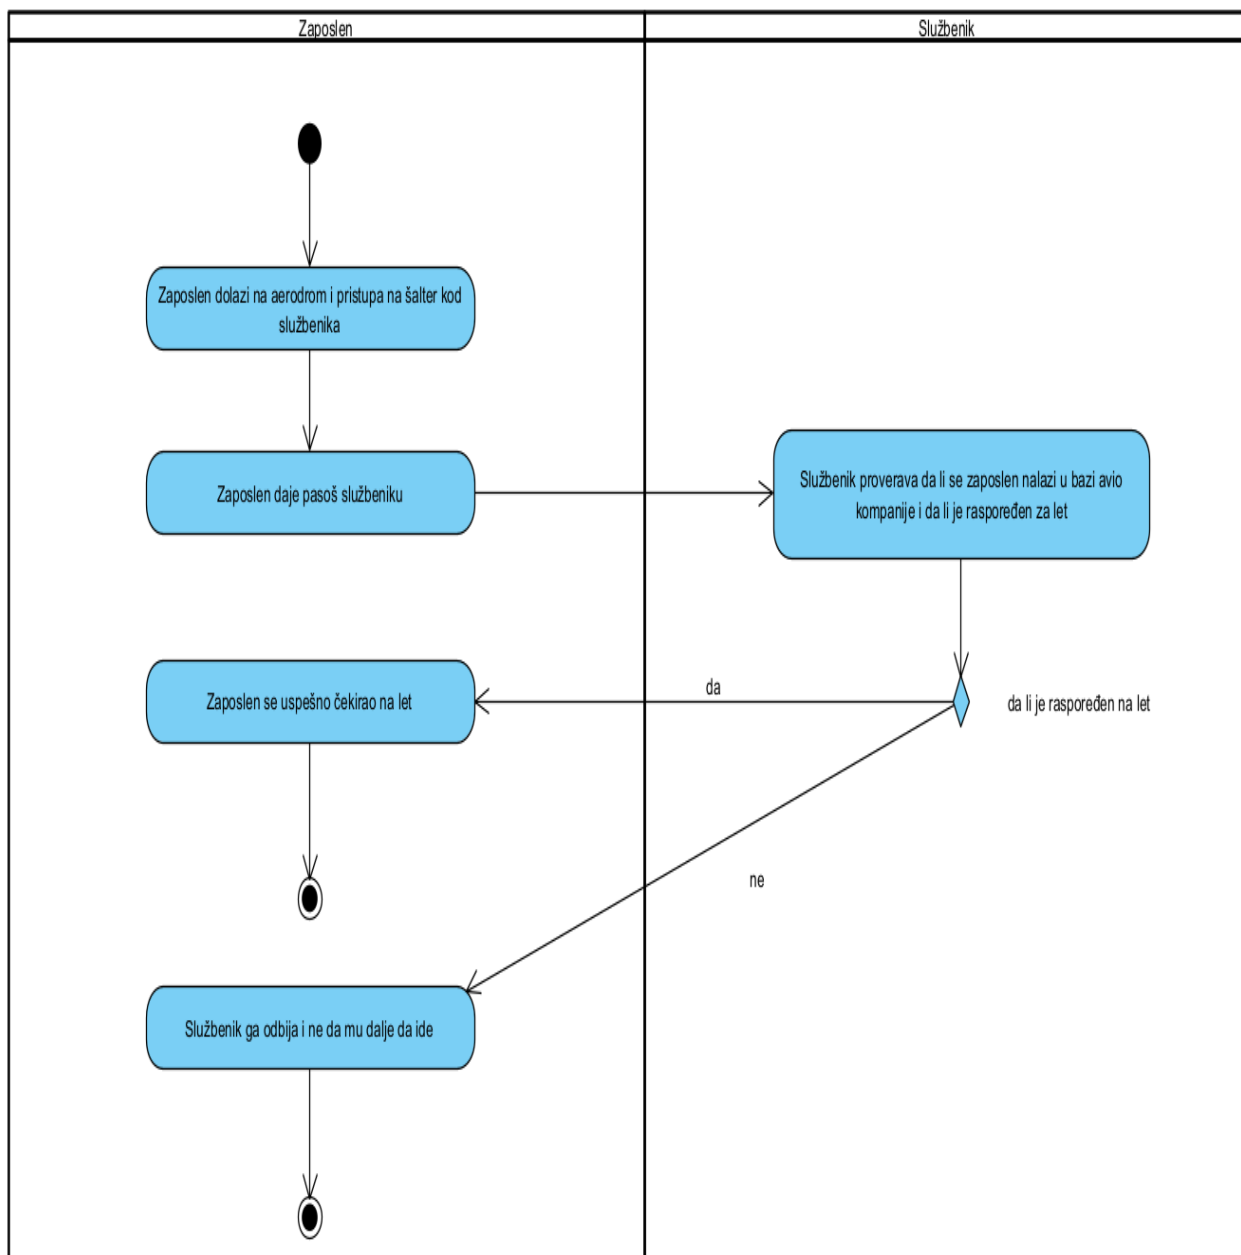 Zaposlen
Službenik
Zaposlen dolazi na aerodrom i pristupa na šalter kod
službenika
Zaposlen daje pasoš službeniku
Službenik proverava da li se zaposlen nalazi u bazi avio
kompanije i da li je raspoređen za let
da li je raspoređen na let
da
Zaposlen se uspešno čekirao na let
ne
Službenik ga odbija i ne da mu dalje da ide